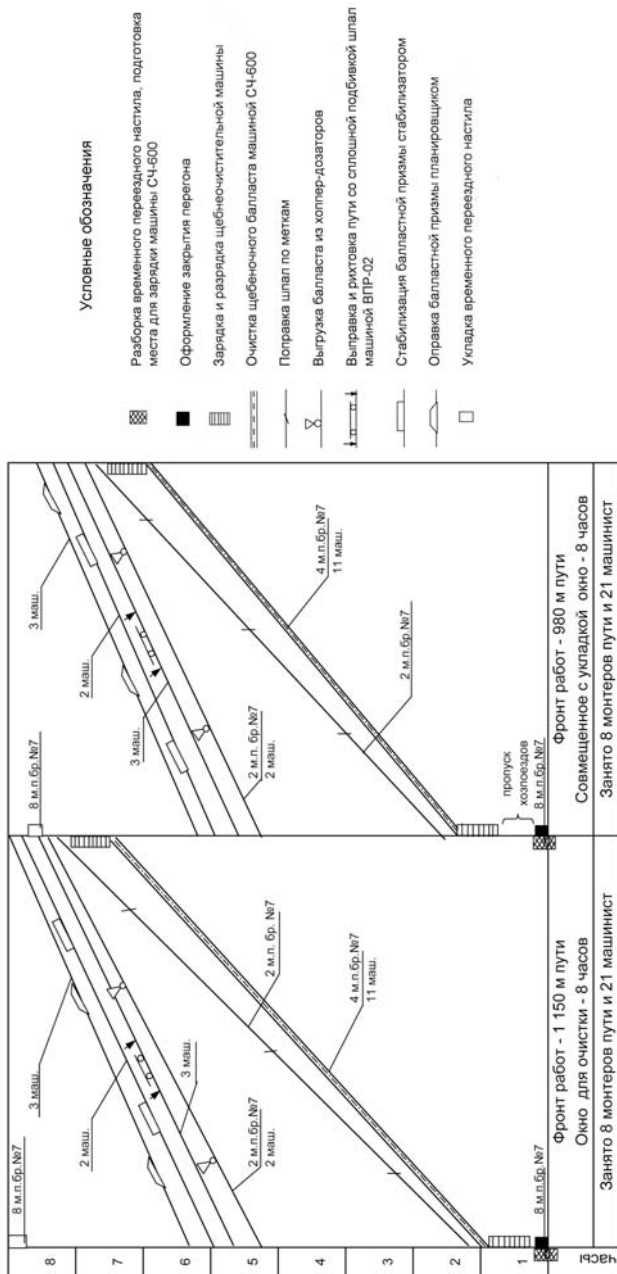 Условные обозначения
Разборка временного переездного настила, подготовка
места для зарядки машины СЧ-600
Оформление закрытия перегона
Зарядка и разрядка щебнеочистительной машины
Очистка щебеночного балласта машиной СЧ-600
Поправка шпал по меткам
Выгрузка балласта из хоппер-дозаторов
Выправка и рихтовка пути со сплошной подбивкой шпал
машиной ВПР-02
Стабилизация балластной призмы стабилизатором
Оправка балластной призмы планировщиком
Укладка временного переездного настила
часы
8
7
6
5
4
3
2
1
8 м.п.бр.№7
3 маш.
2 маш.
3 маш.
2 м.п.бр.№7
2 маш.
2 м.п.бр. №7
4 м.п.бр.№7
11 маш.
8 м.п.бр.№7
Фронт работ - 1 150 м пути
Окно для очистки - 8 часов
Занято 8 монтеров пути и 21 машинист
8 м.п.бр.№7
3 маш.
2 маш.
3 маш.
2 м.п. бр.№7
2 маш.
4 м.п.бр.№7
11 маш.
2 м.п.бр.№7
пропуск
хозпоездов
8 м.п.бр.№7
Фронт работ - 980 м пути
Совмещенное с укладкой окно - 8 часов
Занято 8 монтеров пути и 21 машинист